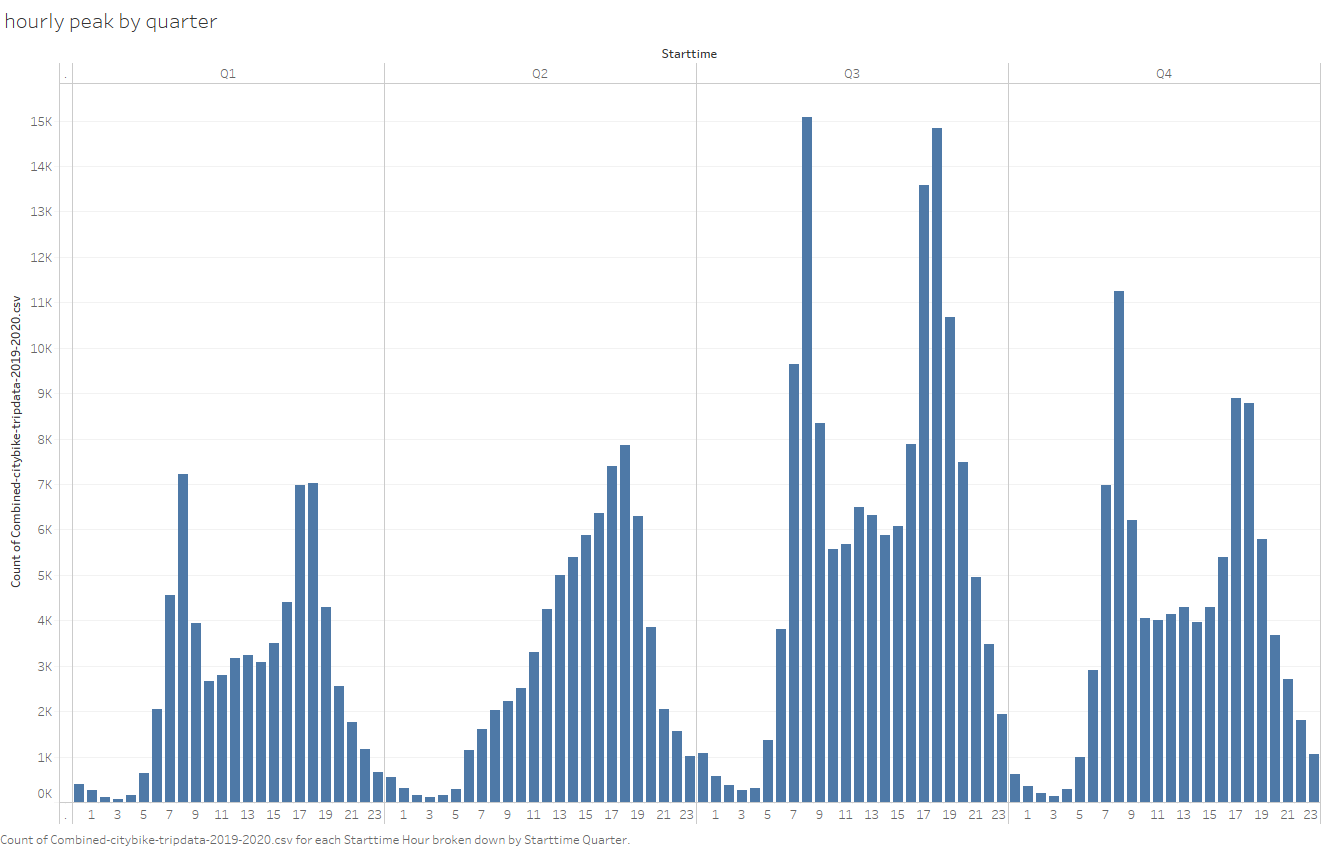 hourly peak by quarter
Starttime
. Q1 Q2 Q3 Q4
15K
14K
13K
12K
11K
10K
9K
8K
7K
6K
5K
4K
3K
2K
1K
0K
Count of Combined-citybike-tripdata-2019-2020.csv
. 1 3 5 7 9 11 13 15 17 19 21 23 1 3 5 7 9 11 13 15 17 19 21 23 1 3 5 7 9 11 13 15 17 19 21 23 1 3 5 7 9 11 13 15 17 19 21 23
Count of Combined-citybike-tripdata-2019-2020.csv for each Starttime Hour broken down by Starttime Quarter.